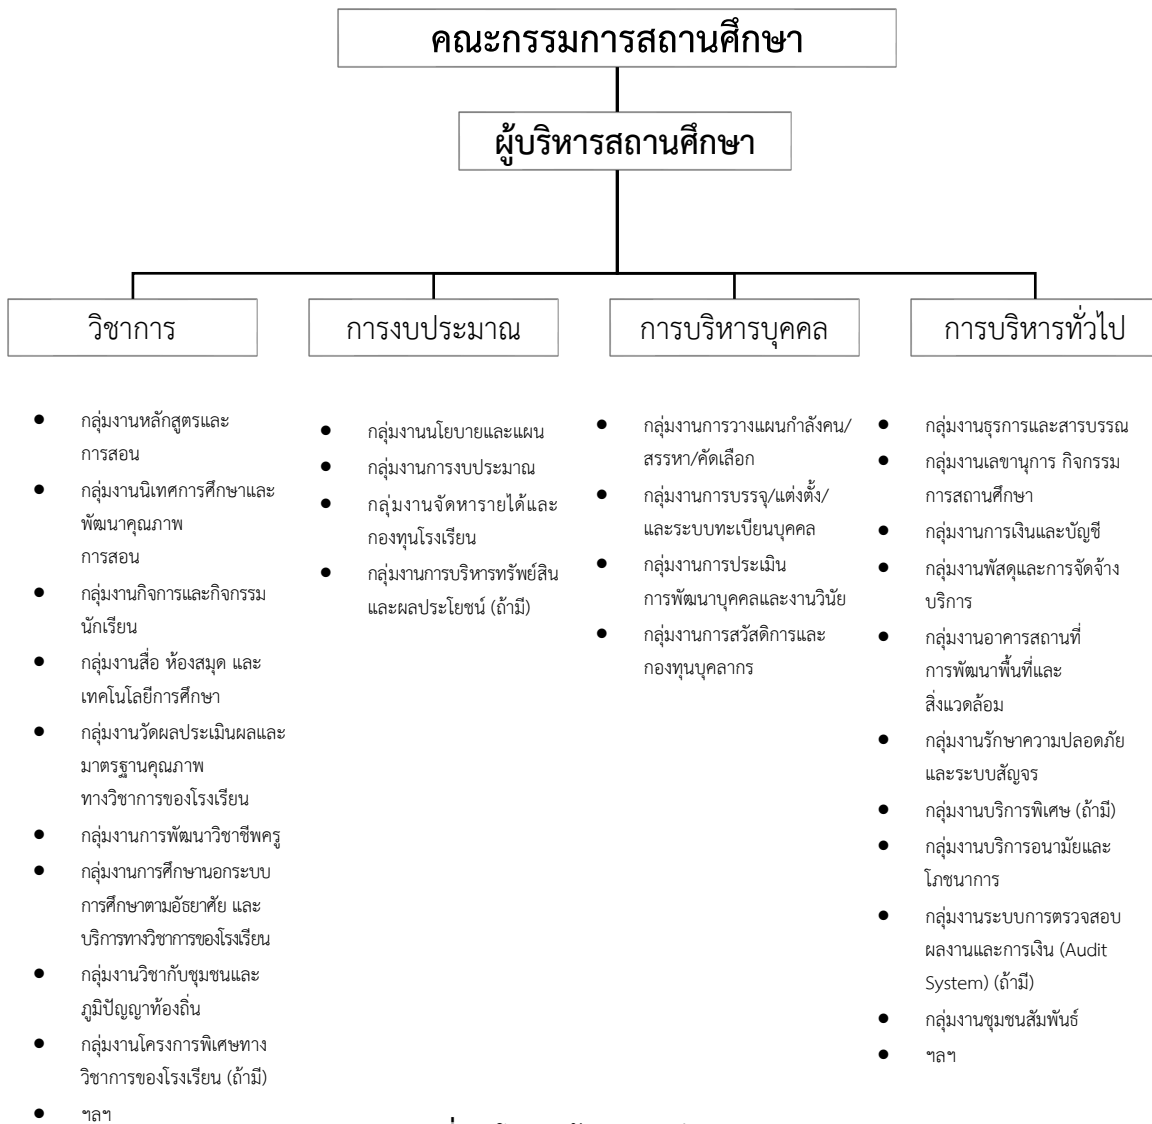 คณะกรรมการสถานศึกษา
ผู้บริหารสถานศึกษา
วิชาการ
การงบประมาณ
การบริหารบุคคล
การบริหารทั่วไป
กลุ่มงานหลักสูตรและ
การสอน
กลุ่มงานนิเทศการศึกษาและ
พัฒนาคุณภาพ
การสอน
กลุ่มงานกิจการและกิจกรรม
นักเรียน
กลุ่มงานสื่อ ห้องสมุด และ
เทคโนโลยีการศึกษา
กลุ่มงานวัดผลประเมินผลและ
มาตรฐานคุณภาพ
ทางวิชาการของโรงเรียน
กลุ่มงานการพัฒนาวิชาชีพครู
กลุ่มงานการศึกษานอกระบบ
การศึกษาตามอัธยาศัย และ
บริการทางวิชาการของโรงเรียน
กลุ่มงานวิชากับชุมชนและ
ภูมิปัญญาท้องถิ่น
กลุ่มงานโครงการพิเศษทาง
วิชาการของโรงเรียน (ถ้ามี)
ฯลฯ
กลุ่มงานนโยบายและแผน
กลุ่มงานการงบประมาณ
กลุ่มงานจัดหารายได้และ
กองทุนโรงเรียน
กลุ่มงานการบริหารทรัพย์สิน
และผลประโยชน์ (ถ้ามี)
กลุ่มงานการวางแผนกำลังคน/
สรรหา/คัดเลือก
กลุ่มงานการบรรจุ/แต่งตั้ง/
และระบบทะเบียนบุคคล
กลุ่มงานการประเมิน
การพัฒนาบุคคลและงานวินัย
กลุ่มงานการสวัสดิการและ
กองทุนบุคลากร
กลุ่มงานธุรการและสารบรรณ
กลุ่มงานเลขานุการ กิจกรรม
การสถานศึกษา
กลุ่มงานการเงินและบัญชี
กลุ่มงานพัสดุและการจัดจ้าง
บริการ
กลุ่มงานอาคารสถานที่
การพัฒนาพื้นที่และ
สิ่งแวดล้อม
กลุ่มงานรักษาความปลอดภัย
และระบบสัญจร
กลุ่มงานบริการพิเศษ (ถ้ามี)
กลุ่มงานบริการอนามัยและ
โภชนาการ
กลุ่มงานระบบการตรวจสอบ
ผลงานและการเงิน (Audit
System) (ถ้ามี)
กลุ่มงานชุมชนสัมพันธ์
ฯลฯ